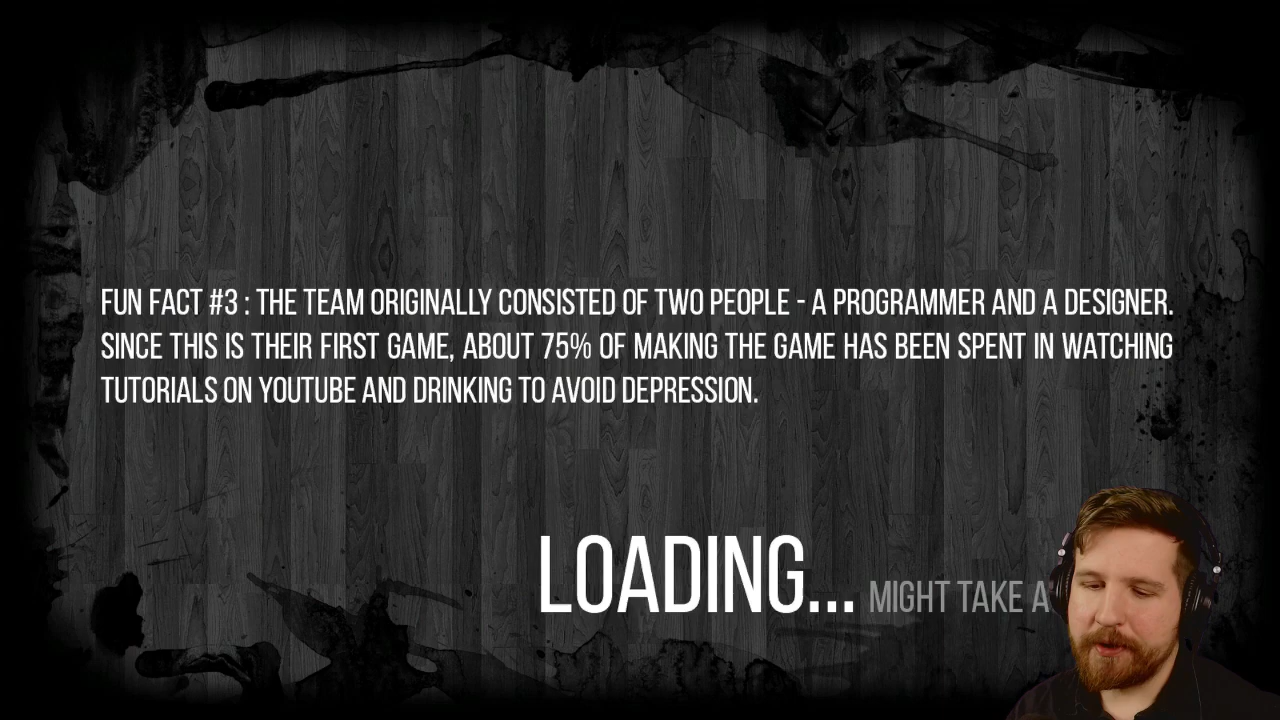 FUN FACT #3 : THE TEAM ORIGINALLY CONSISTED OF TWO PEOPLE - A PROGRAMMER AND A DESIGNER.
SINCE THIS IS THEIR FIRST GAME, ABOUT 75% OF MAKING THE GAME HAS BEEN SPENT IN WATCHING
TUTORIALS ON YOUTUBE AND DRINKING TO AVOID DEPRESSION.
LOADING... MIGHT TAKE A